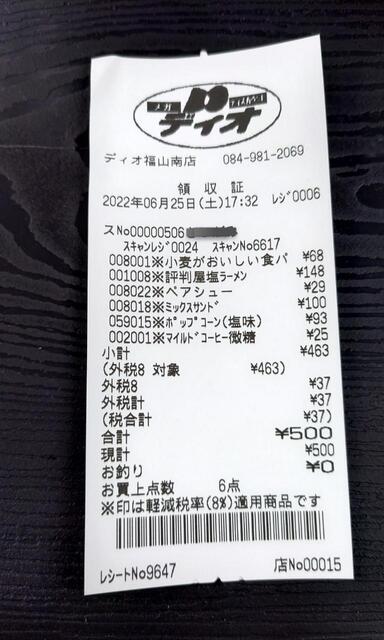 メガ D ディスカウント
ディオ
ディオ福山南店 084-981-2069
領収証
2022年06月25日(土)17:32 レジ0006
スNo00000506
スキャンレジ0024 スキャンNo6617
008001※小麦がおいしい食パ ¥68
001008※評判屋塩ラーメン ¥148
008022※ペアシュー ¥29
008018※ミックスサンド ¥100
059015※ポップコーン(塩味) ¥93
002001※マイルドコーヒー微糖 ¥25
小計 ¥463
(外税8 対象 ¥463)
外税8 ¥37
外税計 ¥37
(税合計 ¥37)
合計 ¥500
現計 ¥500
お釣り ¥0
お買上点数 6点
※印は軽減税率(8%)適用商品です
レシートNo9647 店No00015